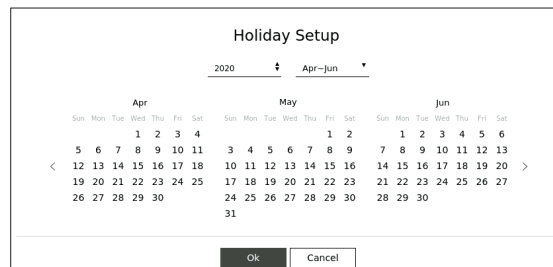 Holiday Setup
2020 Apr~Jun
Apr May Jun
Sun Mon Tue Wed Thu Fri Sat Sun Mon Tue Wed Thu Fri Sat Sun Mon Tue Wed Thu Fri Sat
1 2 3 4 1 2 1 2 3 4 5 6
5 6 7 8 9 10 11 3 4 5 6 7 8 9 7 8 9 10 11 12 13
12 13 14 15 16 17 18 10 11 12 13 14 15 16 14 15 16 17 18 19 20
19 20 21 22 23 24 25 17 18 19 20 21 22 23 21 22 23 24 25 26 27
26 27 28 29 30 24 25 26 27 28 29 30 28 29 30
31
Ok Cancel